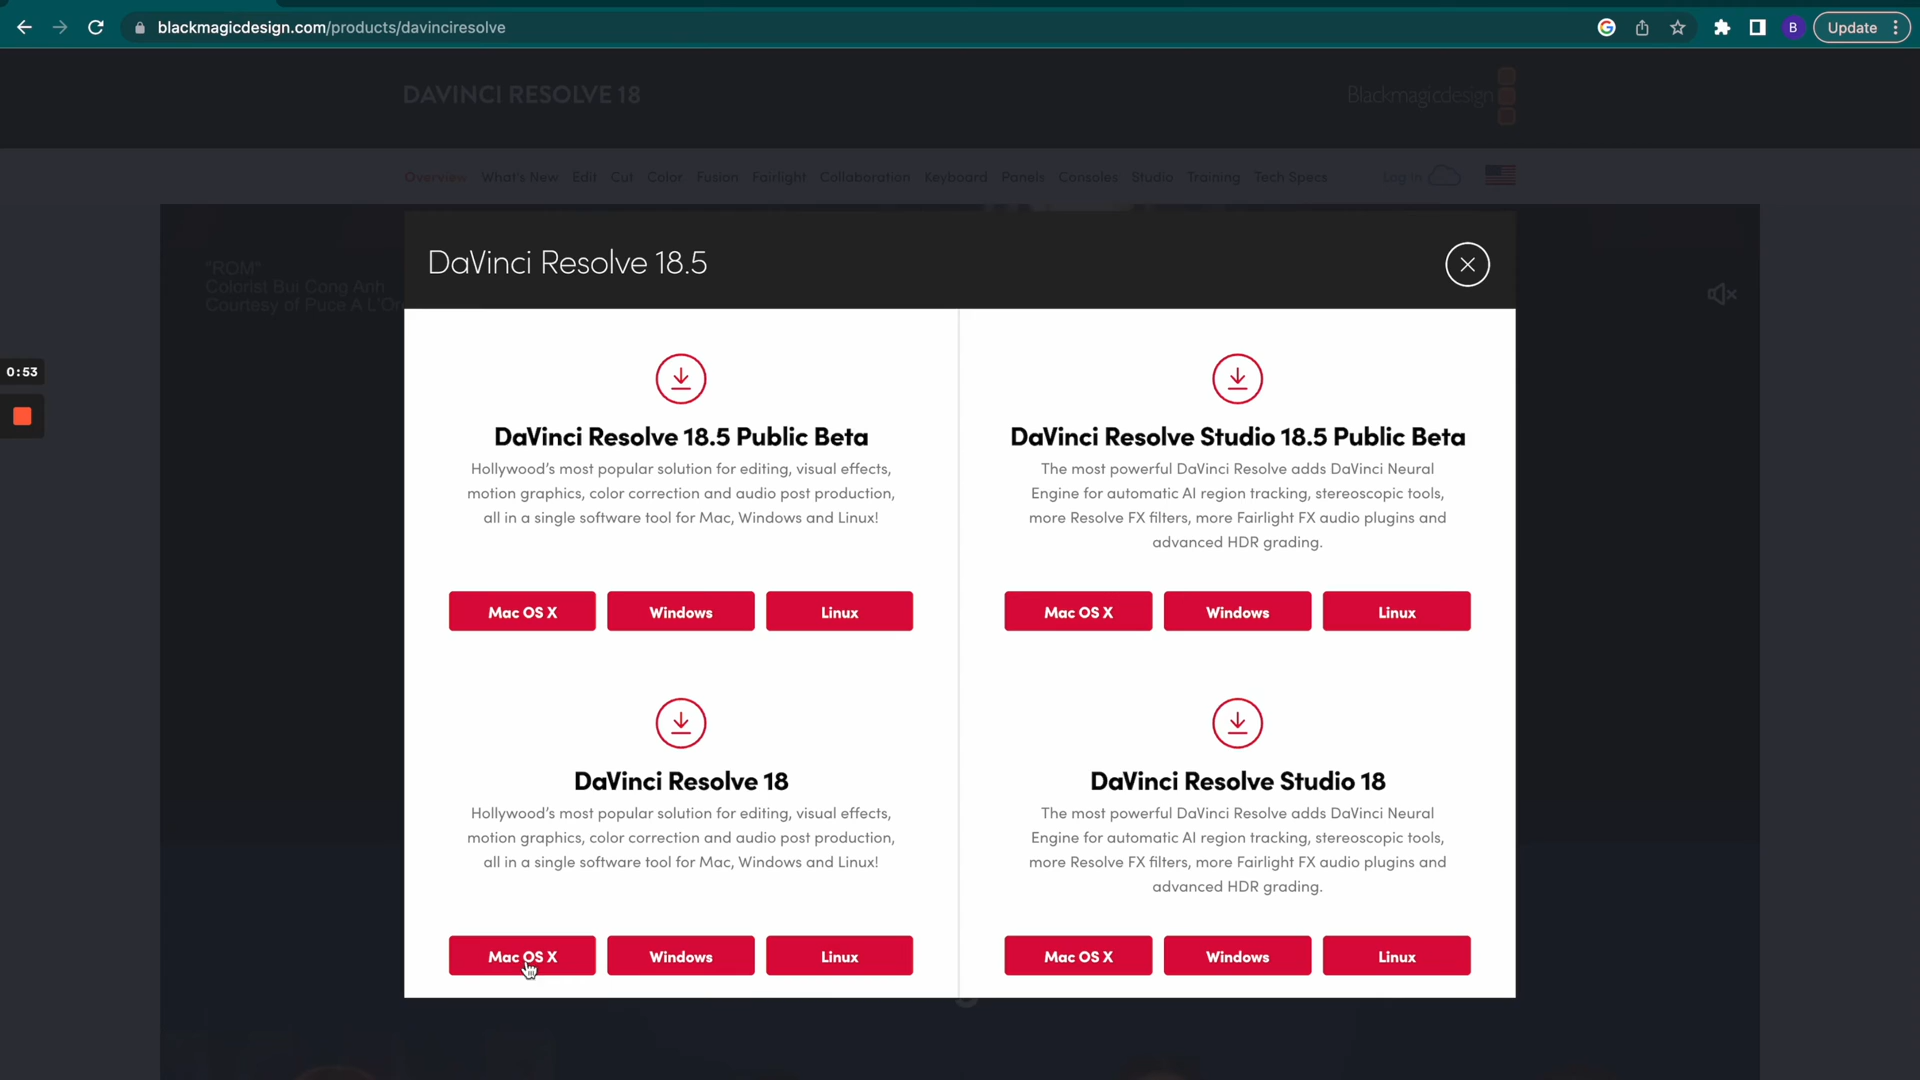 blackmagicdesign.com/products/davinciresolve
B
Update
DAVINCI RESOLVE 18
Blackmagicdesign
Overview What's New Edit Cut Color Fusion Fairlight Collaboration Keyboard Panels Consoles Studio Training Tech Specs Log in
DaVinci Resolve 18.5
"ROM"
Colorist Bui Cong Anh
Courtesy of Puce A L'Or
0:53
DaVinci Resolve 18.5 Public Beta
Hollywood's most popular solution for editing, visual effects,
motion graphics, color correction and audio post production,
all in a single software tool for Mac, Windows and Linux!
Mac OS X Windows Linux
DaVinci Resolve Studio 18.5 Public Beta
The most powerful DaVinci Resolve adds DaVinci Neural
Engine for automatic AI region tracking, stereoscopic tools,
more Resolve FX filters, more Fairlight FX audio plugins and
advanced HDR grading.
Mac OS X Windows Linux
DaVinci Resolve 18
Hollywood's most popular solution for editing, visual effects,
motion graphics, color correction and audio post production,
all in a single software tool for Mac, Windows and Linux!
Mac OS X Windows Linux
DaVinci Resolve Studio 18
The most powerful DaVinci Resolve adds DaVinci Neural
Engine for automatic AI region tracking, stereoscopic tools,
more Resolve FX filters, more Fairlight FX audio plugins and
advanced HDR grading.
Mac OS X Windows Linux